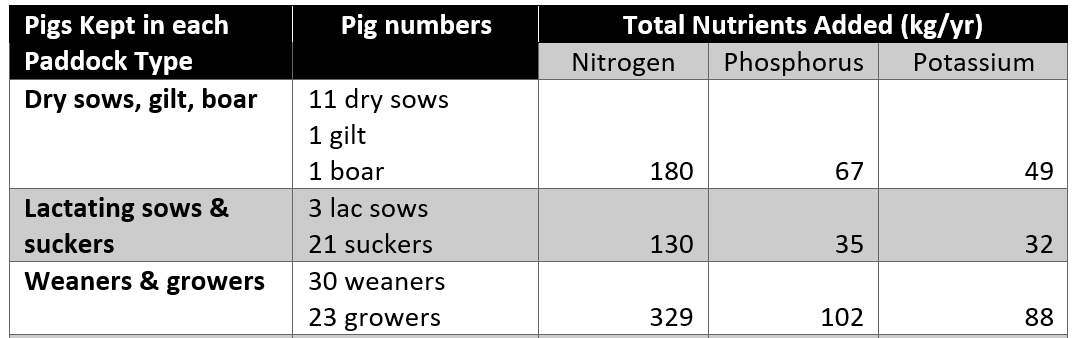 Pigs Kept in each Pig numbers Total Nutrients Added (kg/yr)
Paddock Type Nitrogen Phosphorus Potassium
Dry sows, gilt, boar 11 dry sows
1 gilt
1 boar 180 67 49
Lactating sows & 3 lac sows
suckers 21 suckers 130 35 32
Weaners & growers 30 weaners
23 growers 329 102 88